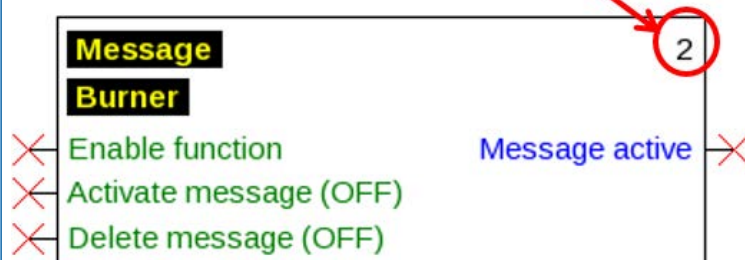 Message 2
Burner
Enable function Message active
Activate message (OFF)
Delete message (OFF)